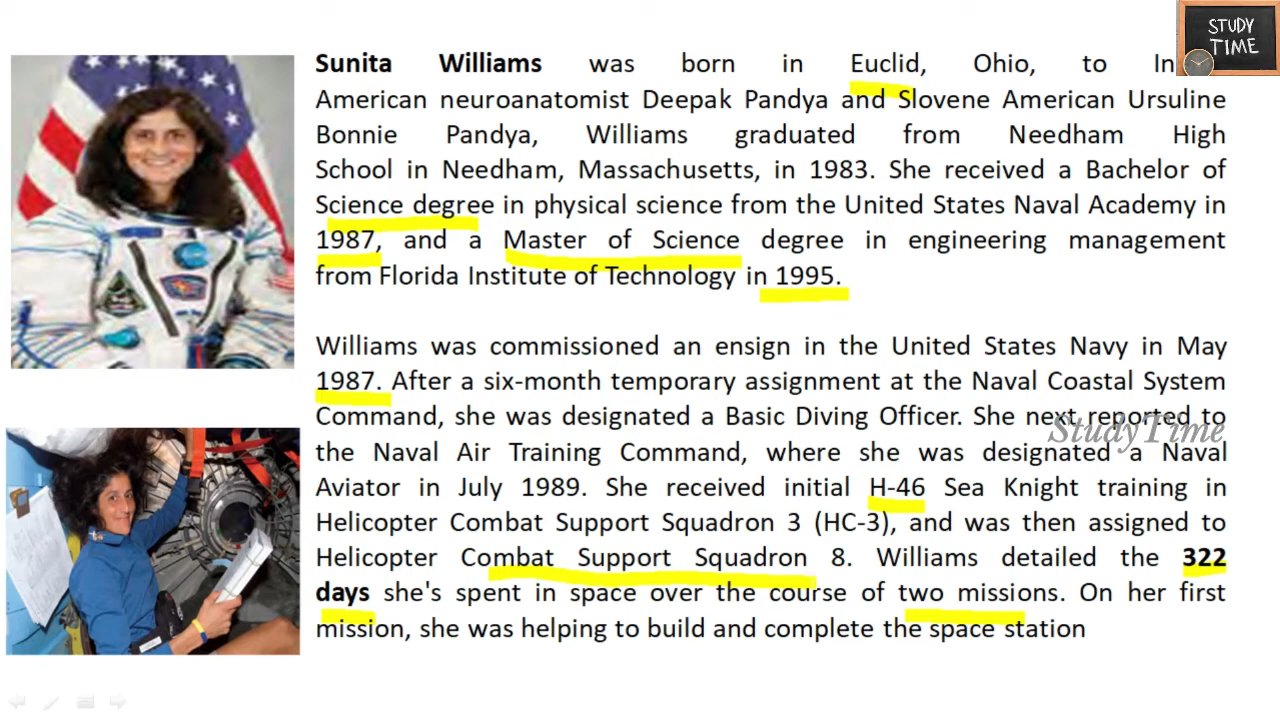 STUDY
TIME
Sunita Williams was born in Euclid, Ohio, to In
American neuroanatomist Deepak Pandya and Slovene American Ursuline
Bonnie Pandya, Williams graduated from Needham High
School in Needham, Massachusetts, in 1983. She received a Bachelor of
Science degree in physical science from the United States Naval Academy in
1987, and a Master of Science degree in engineering management
from Florida Institute of Technology in 1995.
Williams was commissioned an ensign in the United States Navy in May
1987. After a six-month temporary assignment at the Naval Coastal System
Command, she was designated a Basic Diving Officer. She next reported to
StudyTime
the Naval Air Training Command, where she was designated a Naval
Aviator in July 1989. She received initial H-46 Sea Knight training in
Helicopter Combat Support Squadron 3 (HC-3), and was then assigned to
Helicopter Combat Support Squadron 8. Williams detailed the 322
days she's spent in space over the course of two missions. On her first
mission, she was helping to build and complete the space station